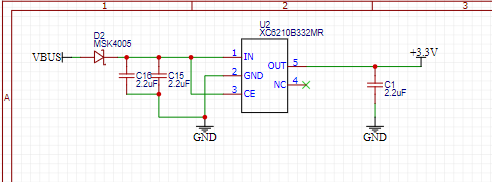 1
2
3
A
D2
MSK4005
VBUS
C16
2.2uF
C15
2.2uF
U2
XC6210B332MR
1
IN
2
GND
3
CE
OUT
5
NC
4
GND
+3.3V
C1
2.2uF
GND